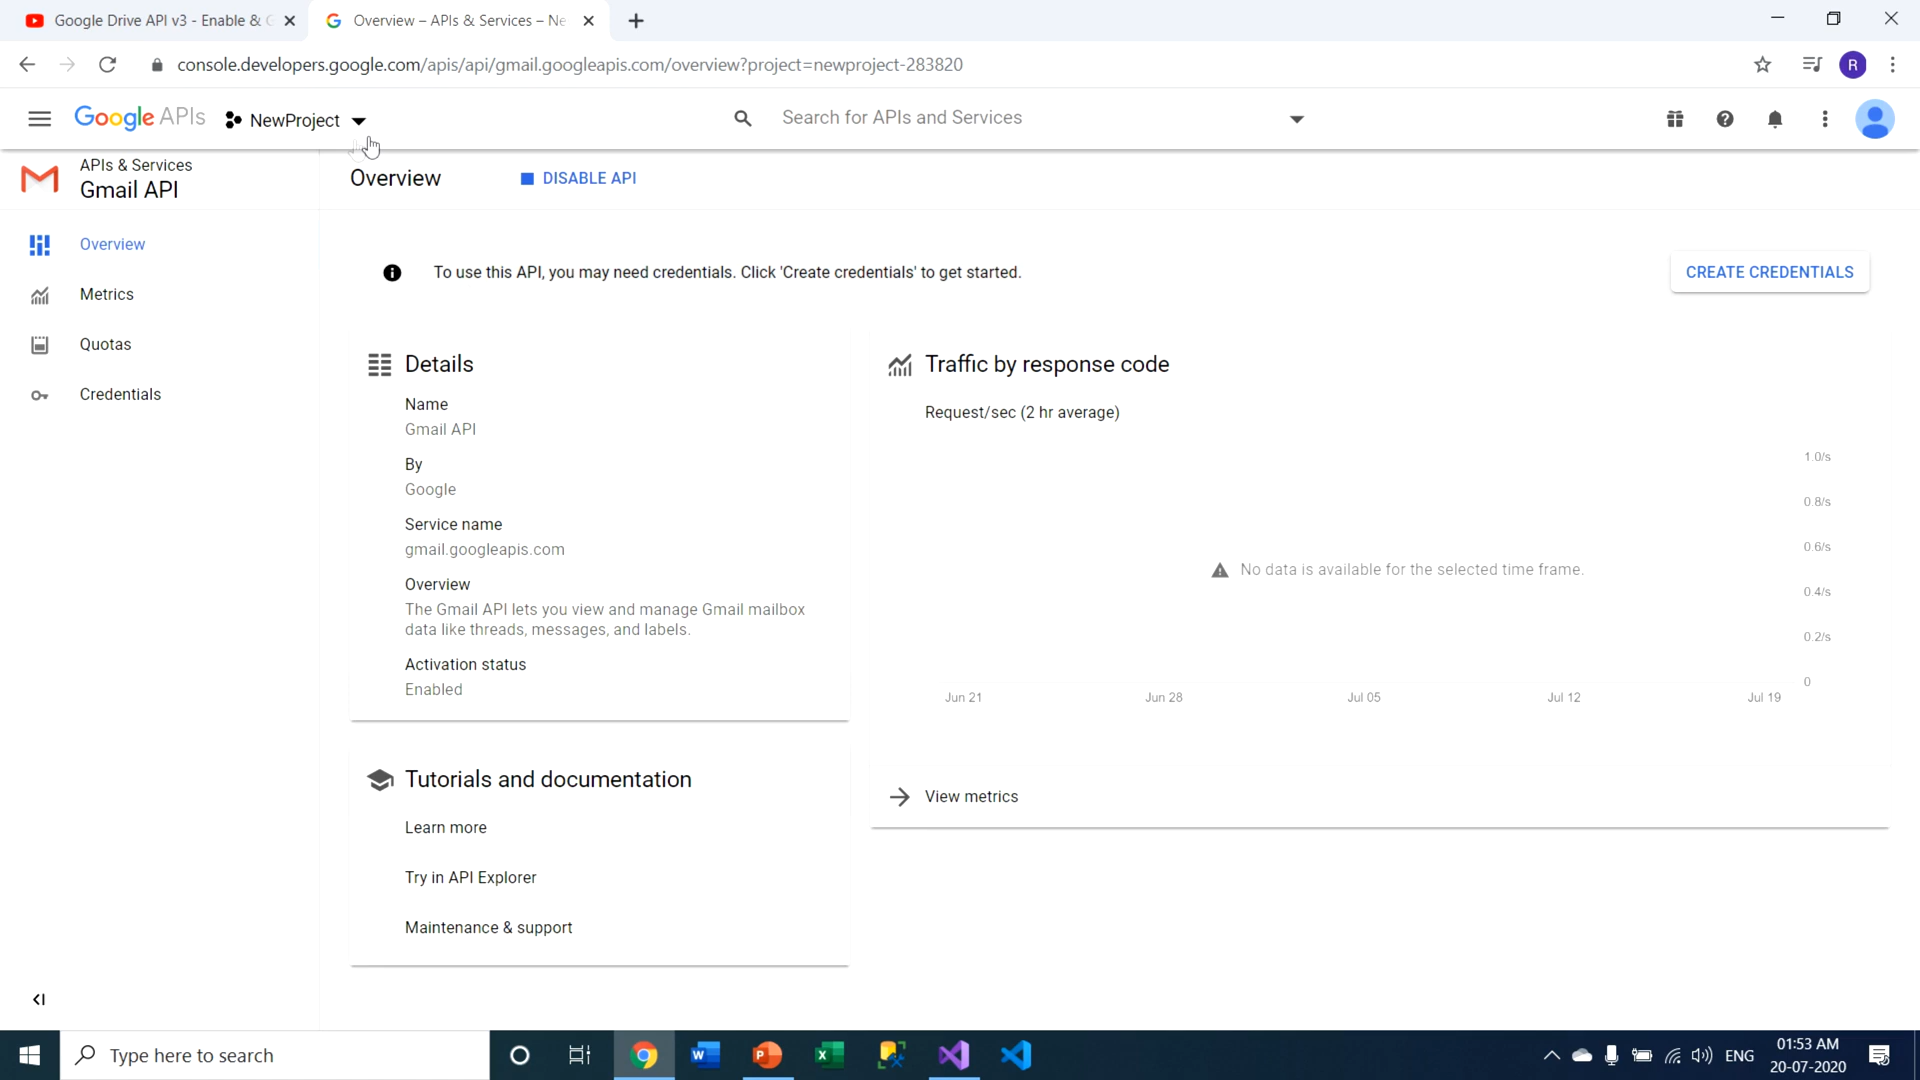 Google Drive API v3 - Enable &
Overview – APIs & Services – Ne
console.developers.google.com/apis/api/gmail.googleapis.com/overview?project=newproject-283820
R
Google APIs
NewProject
Search for APIs and Services
APIs & Services
Gmail API
Overview
DISABLE API
Overview
Metrics
Quotas
Credentials
To use this API, you may need credentials. Click 'Create credentials' to get started.
CREATE CREDENTIALS
Details
Name
Gmail API
By
Google
Service name
gmail.googleapis.com
Overview
The Gmail API lets you view and manage Gmail mailbox
data like threads, messages, and labels.
Activation status
Enabled
Traffic by response code
Request/sec (2 hr average)
1.0/s
0.8/s
0.6/s
No data is available for the selected time frame.
0.4/s
0.2/s
0
Jun 21 Jun 28 Jul 05 Jul 12 Jul 19
View metrics
Tutorials and documentation
Learn more
Try in API Explorer
Maintenance & support
Type here to search
ENG
01:53 AM
20-07-2020